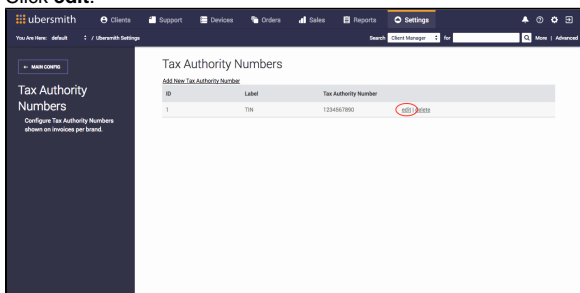 Click edit.
ubersmith Clients Support Devices Orders Sales Reports Settings
You Are Here: default / Ubersmith Settings Search Client Manager for More | Advanced
← MAIN CONFIG
Tax Authority Numbers
Configure Tax Authority Numbers
shown on invoices per brand.
Tax Authority Numbers
Add New Tax Authority Number
ID Label Tax Authority Number
1 TIN 1234567890 edit | delete